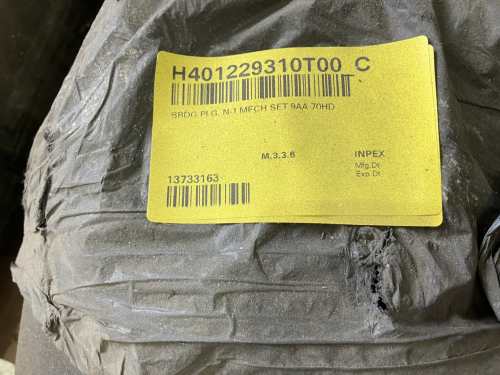 H401229310T00 C
BRDG PLG, N-1 MECH SET 9AA 70HD
M.3.3.6
INPEX
Mfg.Dt
Exp.Dt
13733163